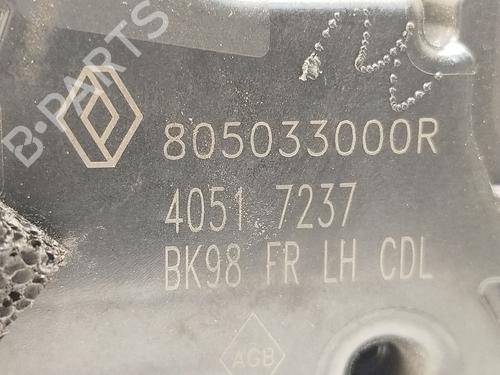 B-PARTS
805033000R
4051 7237
BK98 FR LH CDL
AGB